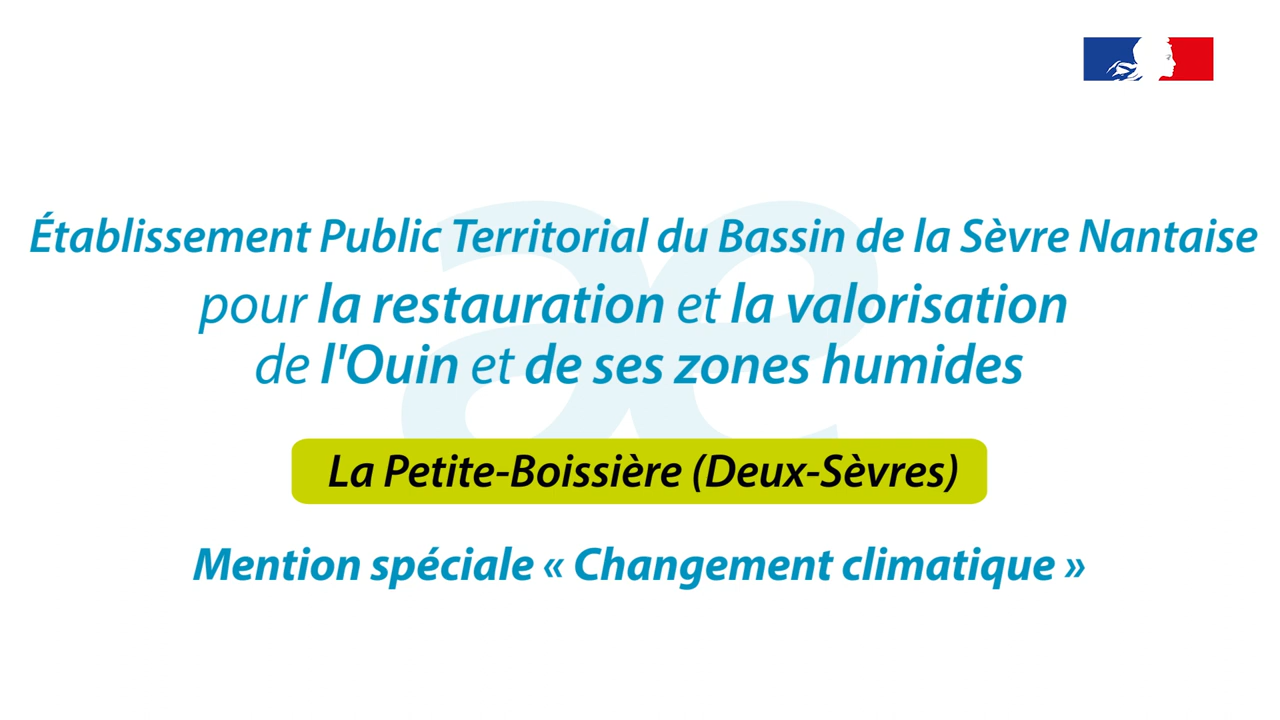 Établissement Public Territorial du Bassin de la Sèvre Nantaise
pour la restauration et la valorisation
de l'Ouin et de ses zones humides
La Petite-Boissière (Deux-Sèvres)
Mention spéciale « Changement climatique »